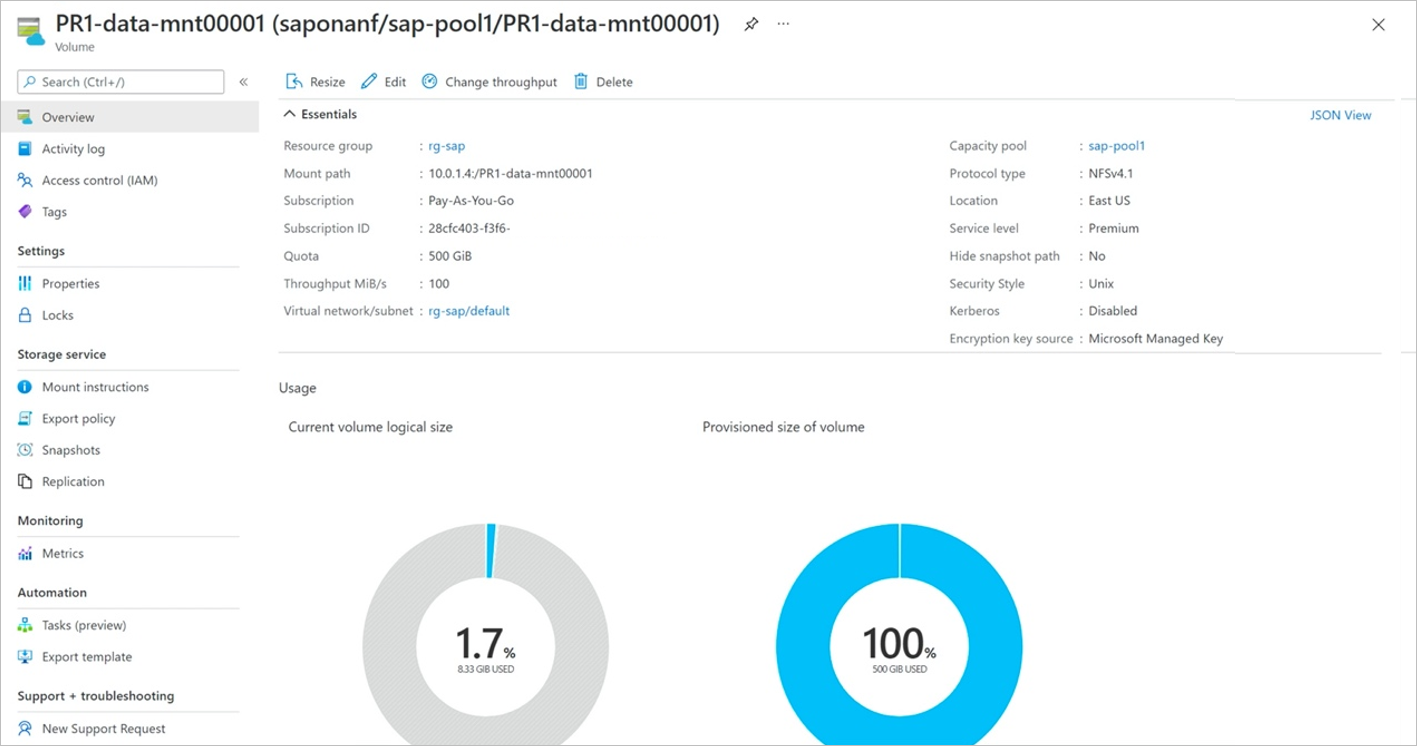 PR1-data-mnt00001 (saponanf/sap-pool1/PR1-data-mnt00001)
Volume
Search (Ctrl+/)
Overview
Activity log
Access control (IAM)
Tags
Settings
Properties
Locks
Storage service
Mount instructions
Export policy
Snapshots
Replication
Monitoring
Metrics
Automation
Tasks (preview)
Export template
Support + troubleshooting
New Support Request
Resize Edit Change throughput Delete
Essentials
JSON View
Resource group : rg-sap
Mount path : 10.0.1.4:/PR1-data-mnt00001
Subscription : Pay-As-You-Go
Subscription ID : 28cfc403-f3f6-
Quota : 500 GiB
Throughput MiB/s : 100
Virtual network/subnet : rg-sap/default
Capacity pool : sap-pool1
Protocol type : NFSv4.1
Location : East US
Service level : Premium
Hide snapshot path : No
Security Style : Unix
Kerberos : Disabled
Encryption key source : Microsoft Managed Key
Usage
Current volume logical size
1.7%
8.33 GIB USED
Provisioned size of volume
100%
500 GIB USED